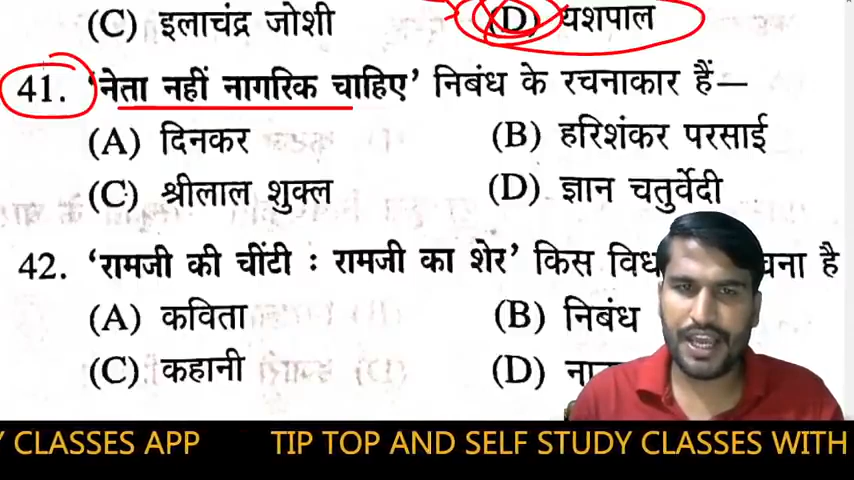 (C) इलाचंद्र जोशी (D) यशपाल
41. ‘नेता नहीं नागरिक चाहिए’ निबंध के रचनाकार हैं—
(A) दिनकर (B) हरिशंकर परसाई
(C) श्रीलाल शुक्ल (D) ज्ञान चतुर्वेदी
42. ‘रामजी की चींटी : रामजी का शेर’ किस है
(A) कविता (B) निबंध
(C) कहानी (D)
CLASSES APP TIP TOP AND SELF STUDY CLASSES WITH